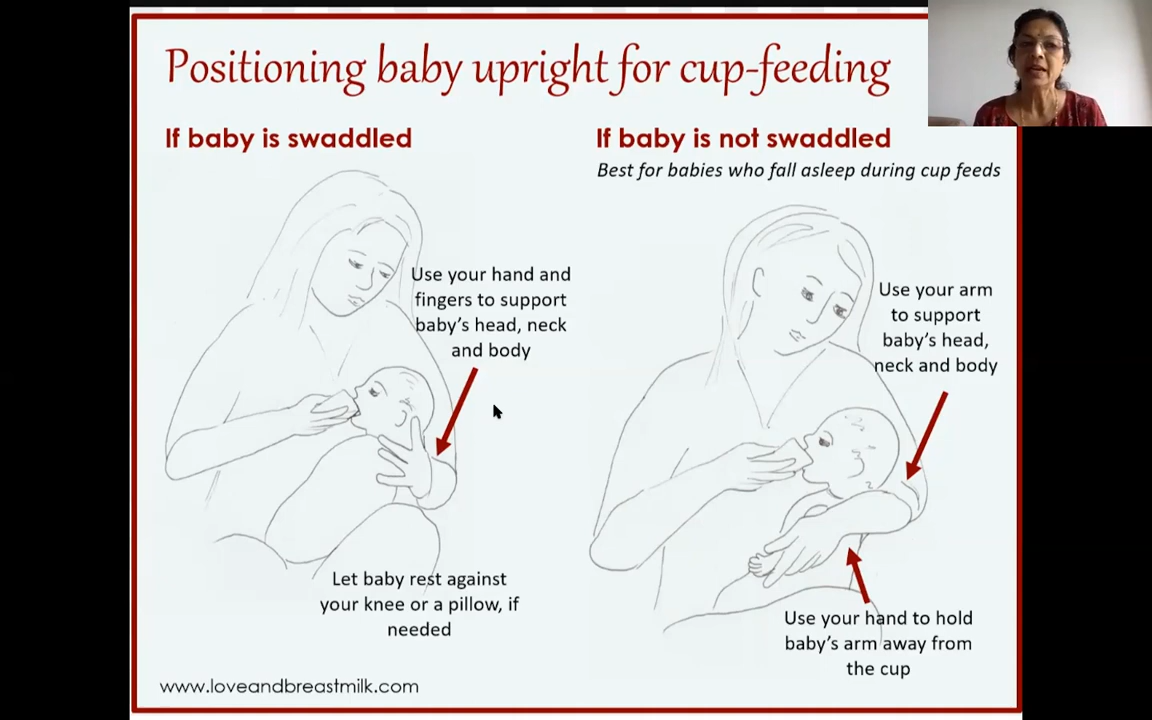 Positioning baby upright for cup-feeding
If baby is swaddled
Use your hand and
fingers to support
baby's head, neck
and body
Let baby rest against
your knee or a pillow, if
needed
If baby is not swaddled
Best for babies who fall asleep during cup feeds
Use your arm
to support
baby's head,
neck and body
Use your hand to hold
baby's arm away from
the cup
www.loveandbreastmilk.com